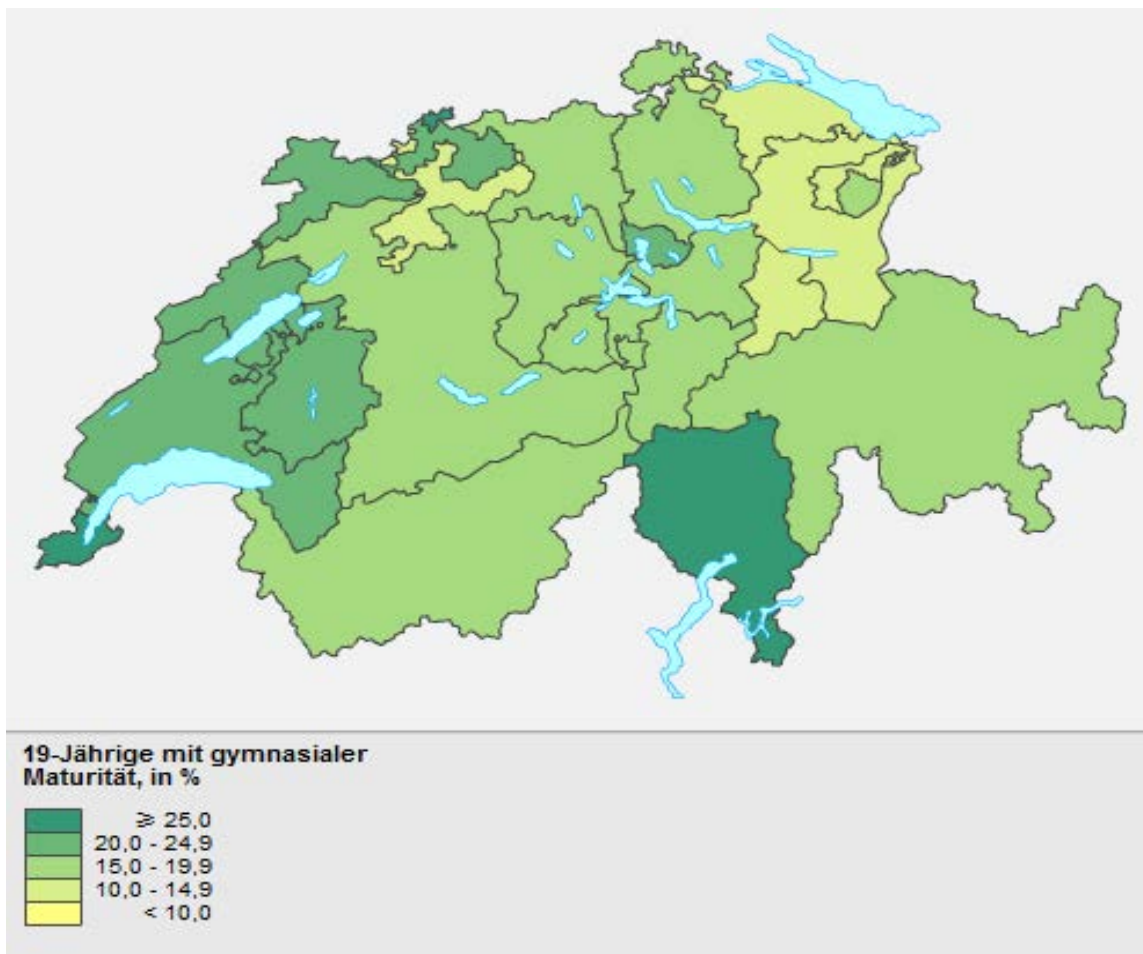 19-Jährige mit gymnasialer
Maturität, in %
⩾ 25,0
20,0 - 24,9
15,0 - 19,9
10,0 - 14,9
< 10,0